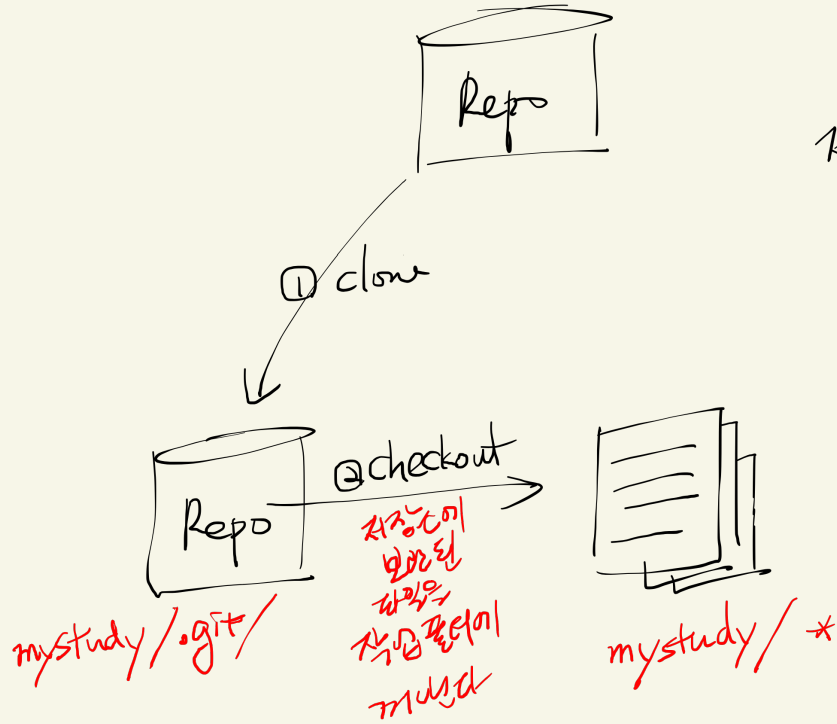 Repo
① clone
Repo
② checkout
저장소에
보관된
파일을
작업폴더에
꺼낸다
mystudy/.git/
mystudy/ *